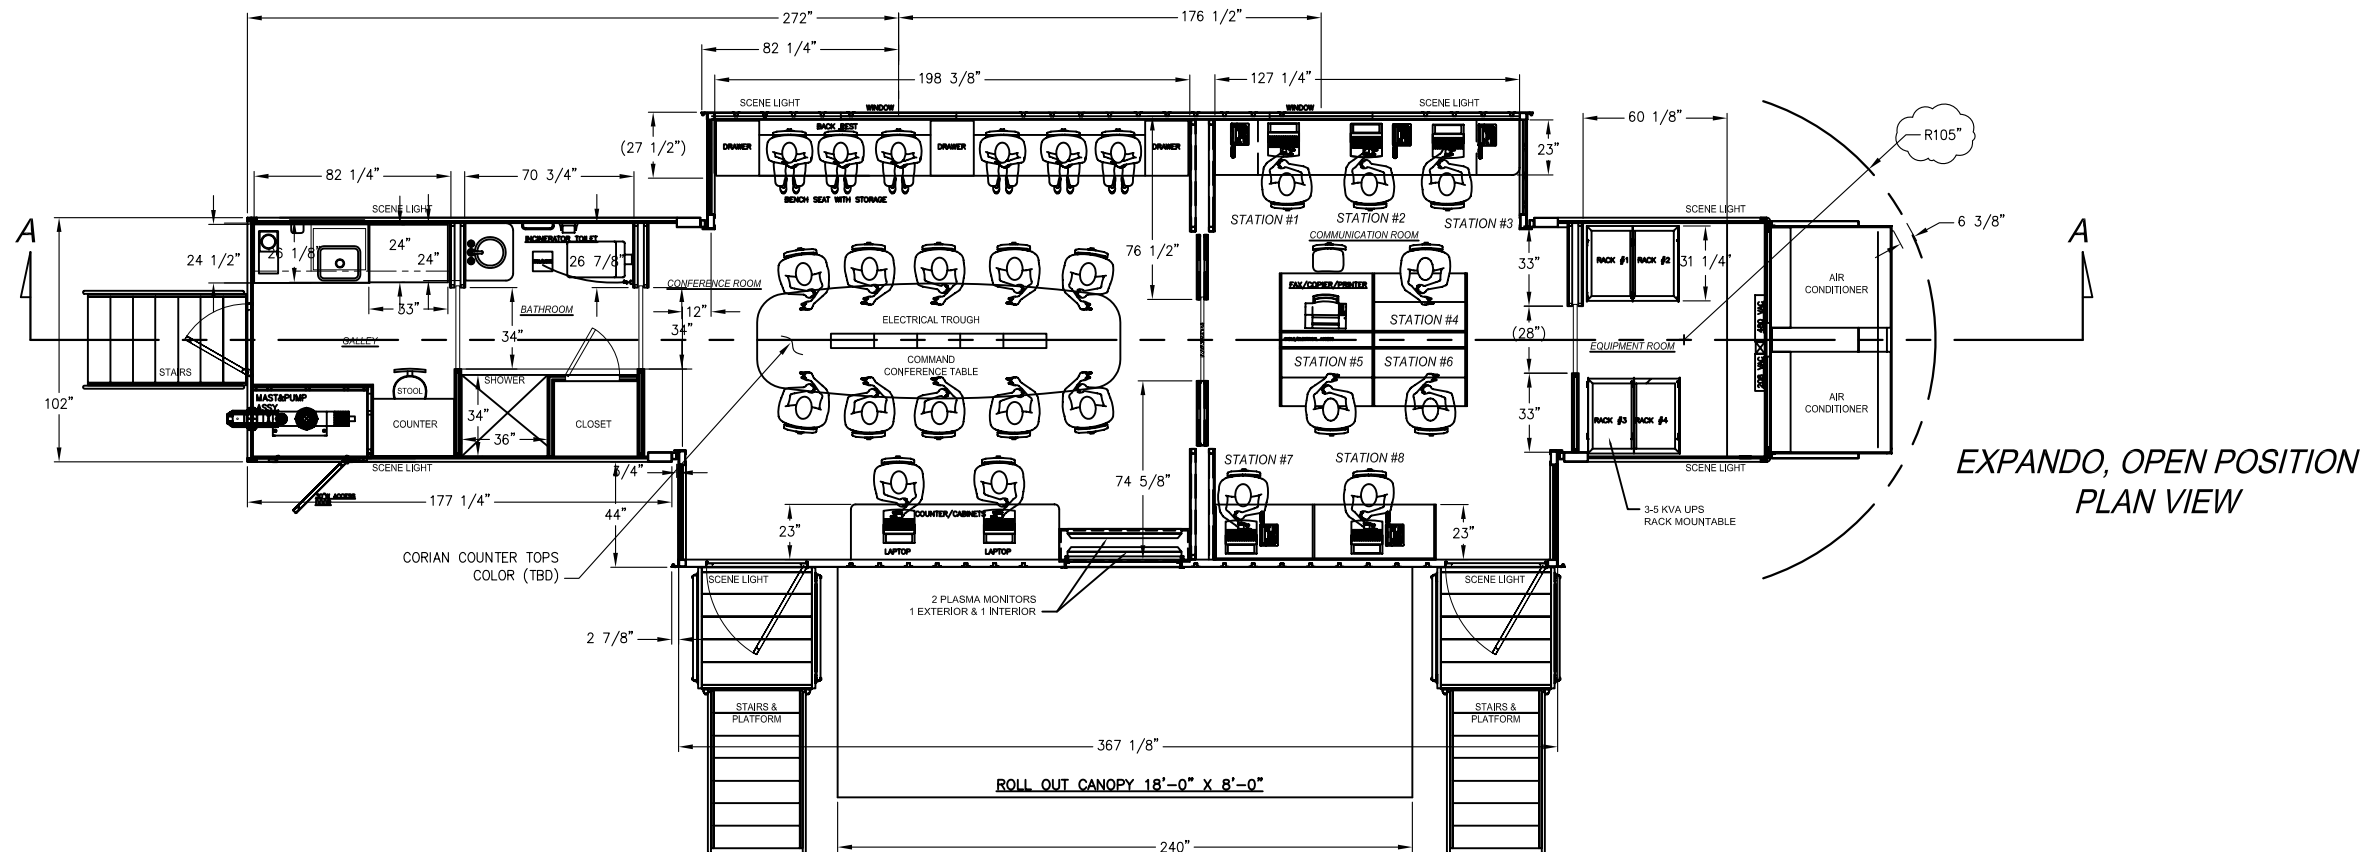 272"
176 1/2"
82 1/4"
198 3/8"
127 1/4"
SCENE LIGHT
WINDOW
WINDOW
SCENE LIGHT
60 1/8"
R105"
BACK REST
(27 1/2")
DRAWER
DRAWER
DRAWER
23"
82 1/4"
70 3/4"
BENCH SEAT WITH STORAGE
SCENE LIGHT
STATION #1
STATION #2
STATION #3
SCENE LIGHT
6 3/8"
A
A
COMMUNICATION ROOM
INCINERATOR TOILET
24"
24 1/2"
26 1/8"
24"
26 7/8"
76 1/2"
33"
RACK #1
RACK #2
31 1/4"
AIR
CONDITIONER
CONFERENCE ROOM
FAX/COPIER/PRINTER
33"
BATHROOM
12"
ELECTRICAL TROUGH
STATION #4
480 VAC
34"
34"
(28")
GALLEY
COMMAND
CONFERENCE TABLE
EQUIPMENT ROOM
STATION #5
STATION #6
208 VAC
STAIRS
SHOWER
STOOL
102"
MAST&PUMP
ASSY.
34"
AIR
CONDITIONER
COUNTER
36"
CLOSET
33"
RACK #3
RACK #4
SCENE LIGHT
3/4"
STATION #7
STATION #8
SCENE LIGHT
EXPANDO, OPEN POSITION
PLAN VIEW
177 1/4"
44"
74 5/8"
3-5 KVA UPS
RACK MOUNTABLE
23"
COUNTER/CABINETS
23"
LAPTOP
LAPTOP
CORIAN COUNTER TOPS
COLOR (TBD)
SCENE LIGHT
SCENE LIGHT
2 PLASMA MONITORS
1 EXTERIOR & 1 INTERIOR
2 7/8"
STAIRS &
PLATFORM
STAIRS &
PLATFORM
367 1/8"
ROLL OUT CANOPY 18'-0" X 8'-0"
240"